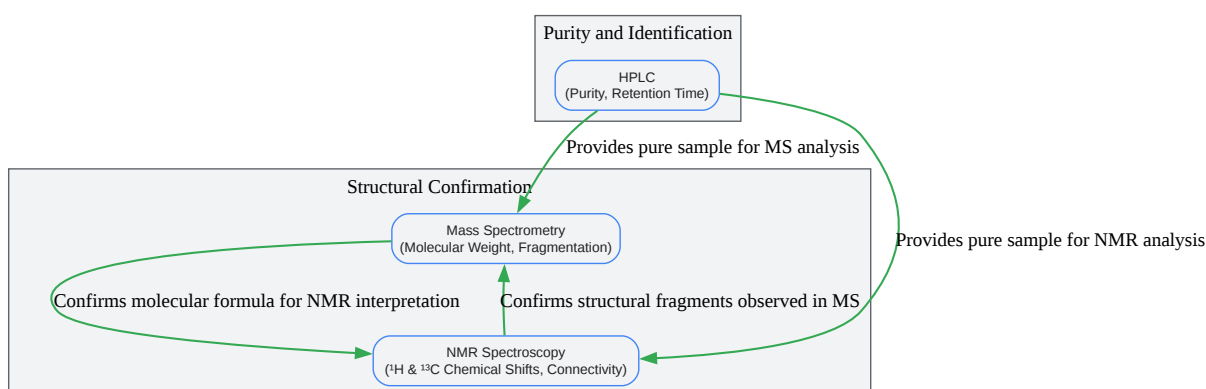 Purity and Identification
HPLC
(Purity, Retention Time)
Provides pure sample for MS analysis
Structural Confirmation
Mass Spectrometry
(Molecular Weight, Fragmentation)
Provides pure sample for NMR analysis
Confirms molecular formula for NMR interpretation
Confirms structural fragments observed in MS
NMR Spectroscopy
(¹H & ¹³C Chemical Shifts, Connectivity)